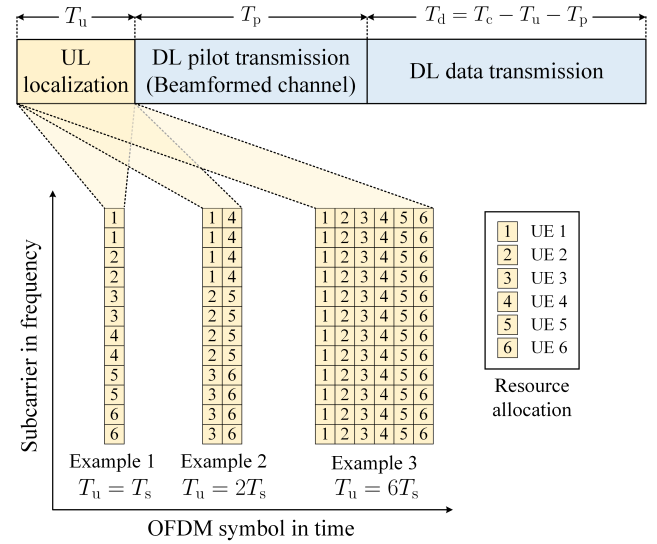 T_u T_p T_d = T_c − T_u − T_p
UL
localization
DL pilot transmission
(Beamformed channel)
DL data transmission
Subcarrier in frequency
1 1 4 1 2 3 4 5 6
1 1 4 1 2 3 4 5 6
2 1 4 1 2 3 4 5 6
2 1 4 1 2 3 4 5 6
3 2 5 1 2 3 4 5 6
3 2 5 1 2 3 4 5 6
4 2 5 1 2 3 4 5 6
4 2 5 1 2 3 4 5 6
5 3 6 1 2 3 4 5 6
5 3 6 1 2 3 4 5 6
6 3 6 1 2 3 4 5 6
6 3 6 1 2 3 4 5 6
1 UE 1
2 UE 2
3 UE 3
4 UE 4
5 UE 5
6 UE 6
Resource
allocation
Example 1
T_u = T_s
Example 2
T_u = 2T_s
Example 3
T_u = 6T_s
OFDM symbol in time